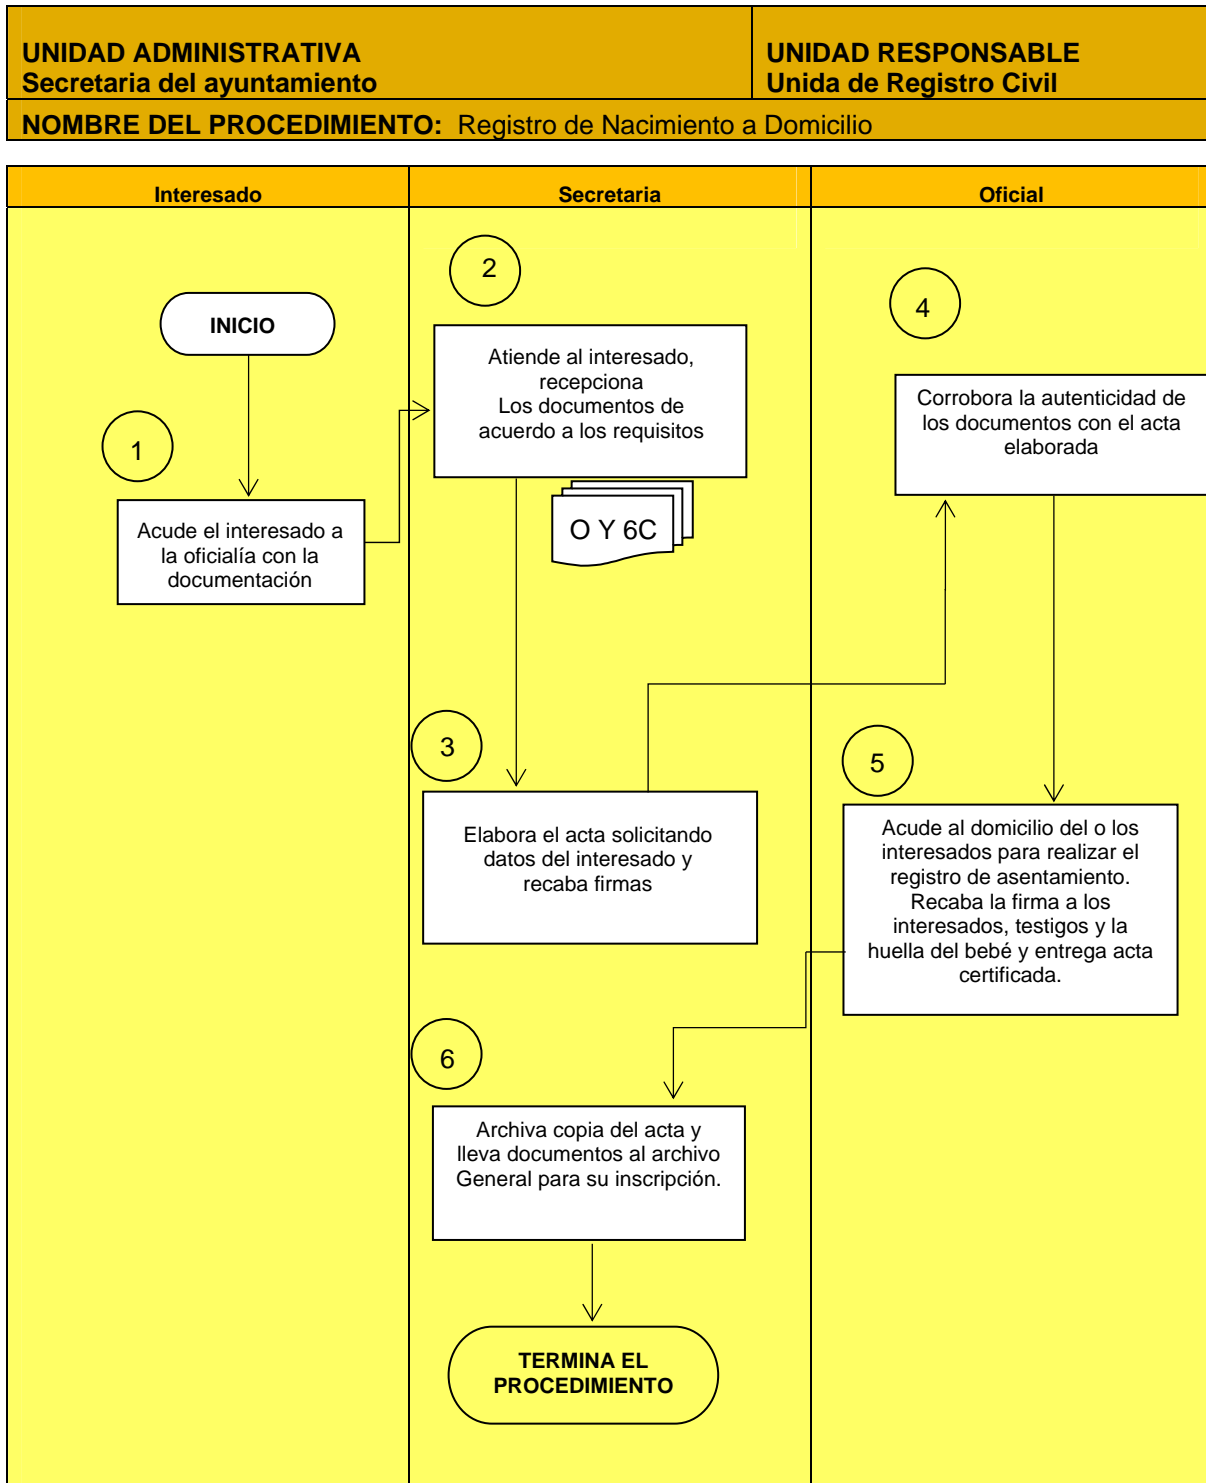 UNIDAD ADMINISTRATIVA
Secretaria del ayuntamiento
UNIDAD RESPONSABLE
Unida de Registro Civil
NOMBRE DEL PROCEDIMIENTO: Registro de Nacimiento a Domicilio
Interesado
Secretaria
Oficial
INICIO
1
Acude el interesado a
la oficialía con la
documentación
2
Atiende al interesado,
recepciona
Los documentos de
acuerdo a los requisitos
O Y 6C
3
Elabora el acta solicitando
datos del interesado y
recaba firmas
4
Corrobora la autenticidad de
los documentos con el acta
elaborada
5
Acude al domicilio del o los
interesados para realizar el
registro de asentamiento.
Recaba la firma a los
interesados, testigos y la
huella del bebé y entrega acta
certificada.
6
Archiva copia del acta y
lleva documentos al archivo
General para su inscripción.
TERMINA EL
PROCEDIMIENTO